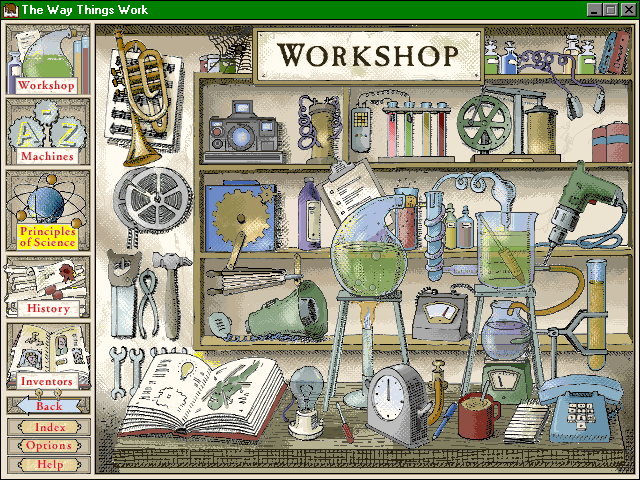 The Way Things Work
WORKSHOP
Workshop
A-Z
Machines
Principles
of Science
History
Inventors
Back
Index
Options
Help